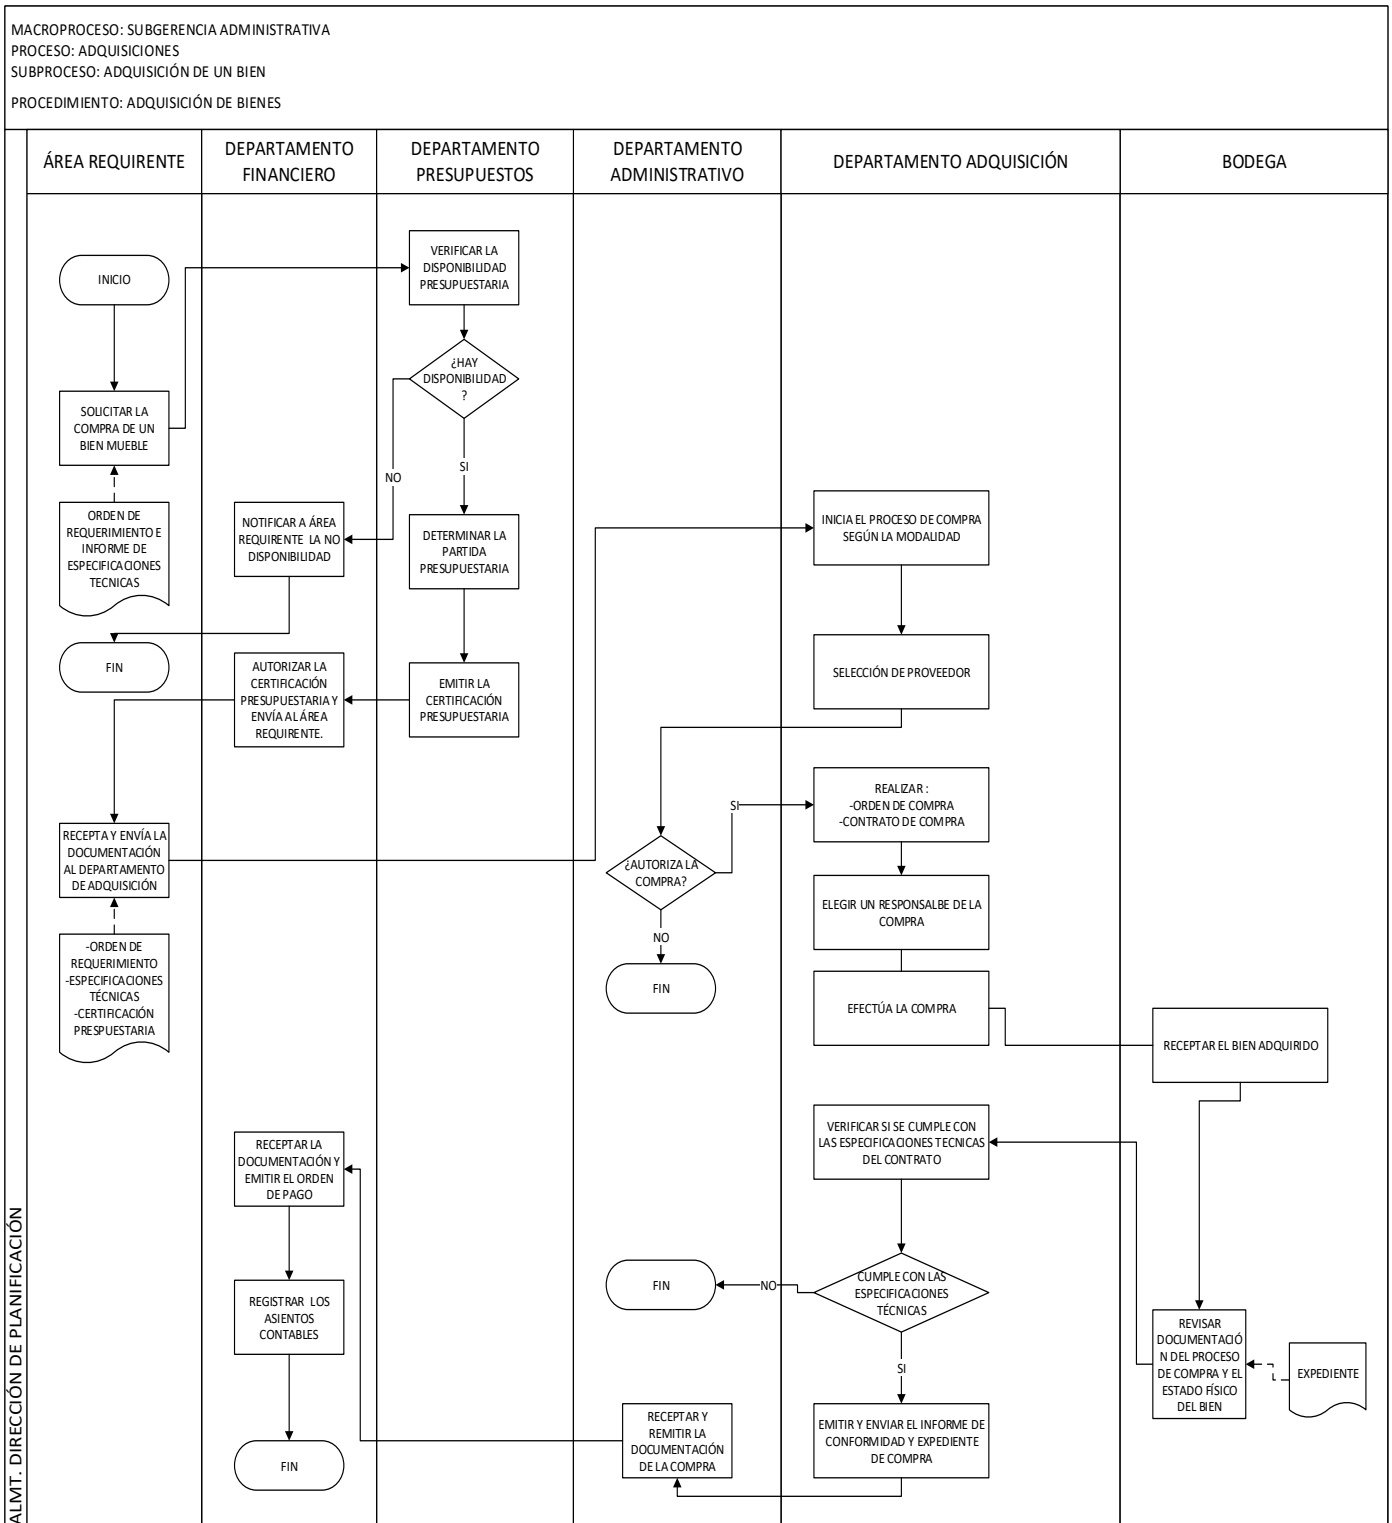 MACROPROCESO: SUBGERENCIA ADMINISTRATIVA
PROCESO: ADQUISICIONES
SUBPROCESO: ADQUISICIÓN DE UN BIEN
PROCEDIMIENTO: ADQUISICIÓN DE BIENES
ÁREA REQUIRENTE
DEPARTAMENTO
FINANCIERO
DEPARTAMENTO
PRESUPUESTOS
DEPARTAMENTO
ADMINISTRATIVO
DEPARTAMENTO ADQUISICIÓN
BODEGA
INICIO
SOLICITAR LA
COMPRA DE UN
BIEN MUEBLE
ORDEN DE
REQUERIMIENTO E
INFORME DE
ESPECIFICACIONES
TECNICAS
VERIFICAR LA
DISPONIBILIDAD
PRESUPUESTARIA
¿HAY
DISPONIBILIDAD
?
NO
SI
NOTIFICAR A ÁREA
REQUIRENTE LA NO
DISPONIBILIDAD
FIN
DETERMINAR LA
PARTIDA
PRESUPUESTARIA
EMITIR LA
CERTIFICACIÓN
PRESUPUESTARIA
AUTORIZAR LA
CERTIFICACIÓN
PRESUPUESTARIA Y
ENVÍA AL ÁREA
REQUIRENTE.
RECEPTA Y ENVÍA LA
DOCUMENTACIÓN
AL DEPARTAMENTO
DE ADQUISICIÓN
-ORDEN DE
REQUERIMIENTO
-ESPECIFICACIONES
TÉCNICAS
-CERTIFICACIÓN
PRESPUESTARIA
INICIA EL PROCESO DE COMPRA
SEGÚN LA MODALIDAD
SELECCIÓN DE PROVEEDOR
¿AUTORIZA LA
COMPRA?
SI
NO
FIN
REALIZAR :
-ORDEN DE COMPRA
-CONTRATO DE COMPRA
ELEGIR UN RESPONSALBE DE LA
COMPRA
EFECTÚA LA COMPRA
RECEPTAR EL BIEN ADQUIRIDO
REVISAR
DOCUMENTACIÓ
N DEL PROCESO
DE COMPRA Y EL
ESTADO FÍSICO
DEL BIEN
EXPEDIENTE
VERIFICAR SI SE CUMPLE CON
LAS ESPECIFICACIONES TECNICAS
DEL CONTRATO
CUMPLE CON LAS
ESPECIFICACIONES
TÉCNICAS
NO
FIN
SI
EMITIR Y ENVIAR EL INFORME DE
CONFORMIDAD Y EXPEDIENTE
DE COMPRA
RECEPTAR Y
REMITIR LA
DOCUMENTACIÓN
DE LA COMPRA
RECEPTAR LA
DOCUMENTACIÓN Y
EMITIR EL ORDEN
DE PAGO
REGISTRAR LOS
ASIENTOS
CONTABLES
FIN
ALMT. DIRECCIÓN DE PLANIFICACIÓN